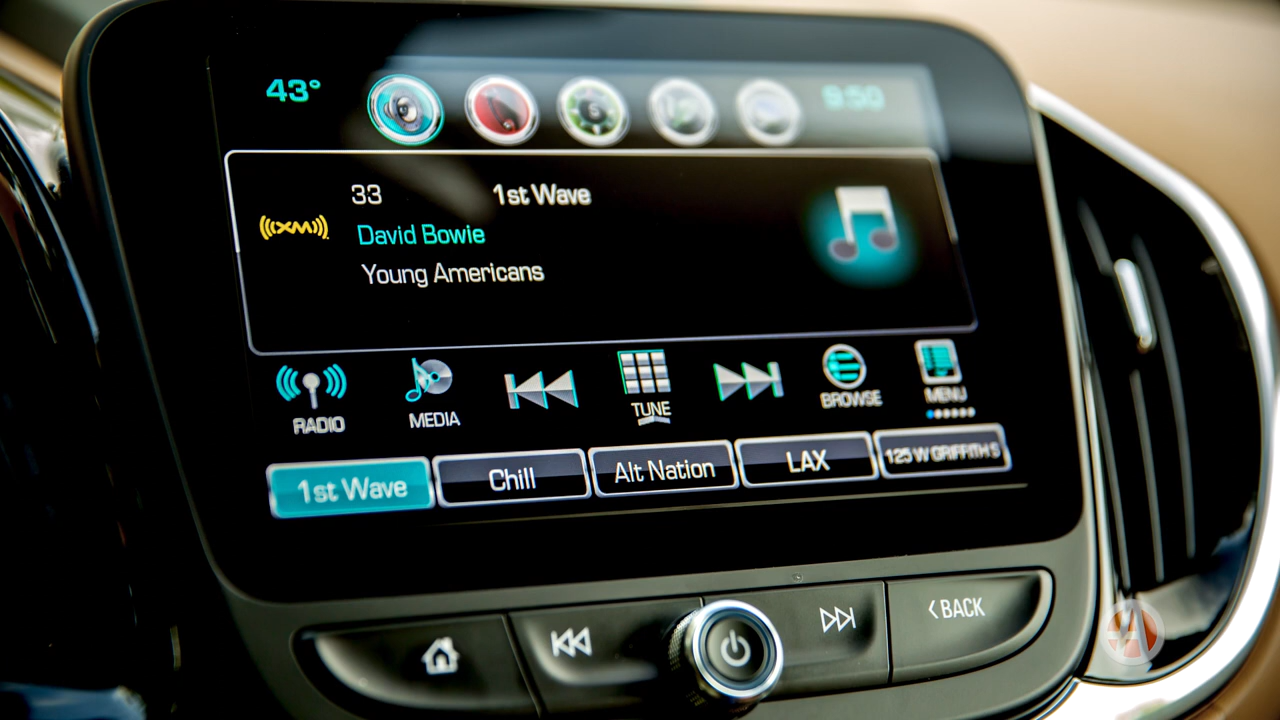 43° 9:50
33 1st Wave
((XM))
David Bowie
Young Americans
RADIO MEDIA TUNE BROWSE MENU
1st Wave Chill Alt Nation LAX 125 W GRIFFITH S
BACK